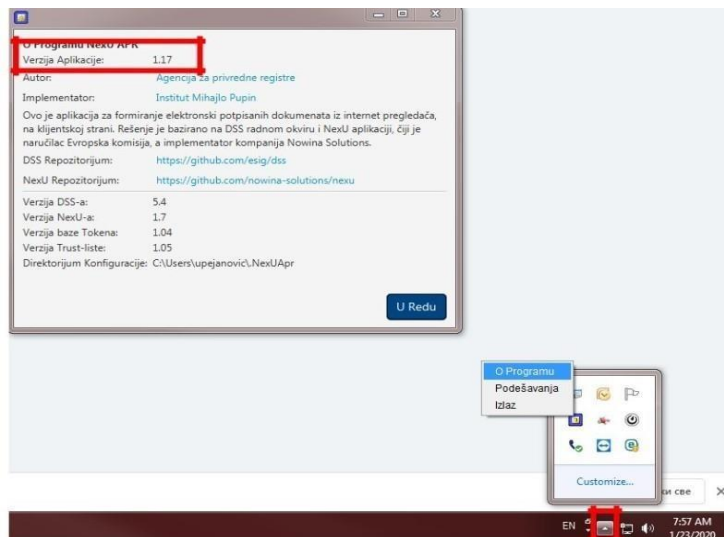 O Programu NexU APR
Verzija Aplikacije: 1.17
Autor: Agencija za privredne registre
Implementator: Institut Mihajlo Pupin
Ovo je aplikacija za formiranje elektronski potpisanih dokumenata iz internet pregledača,
na klijentskoj strani. Rešenje je bazirano na DSS radnom okviru i NexU aplikaciji, čiji je
naručilac Evropska komisija, a implementator kompanija Nowina Solutions.
DSS Repozitorijum: https://github.com/esig/dss
NexU Repozitorijum: https://github.com/nowina-solutions/nexu
Verzija DSS-a: 5.4
Verzija NexU-a: 1.7
Verzija baze Tokena: 1.04
Verzija Trust-liste: 1.05
Direktorijum Konfiguracije: C:\Users\upejanovic\.NexUApr
U Redu
O Programu
Podešavanja
Izlaz
Customize...
ки све
EN
7:57 AM
1/23/2020